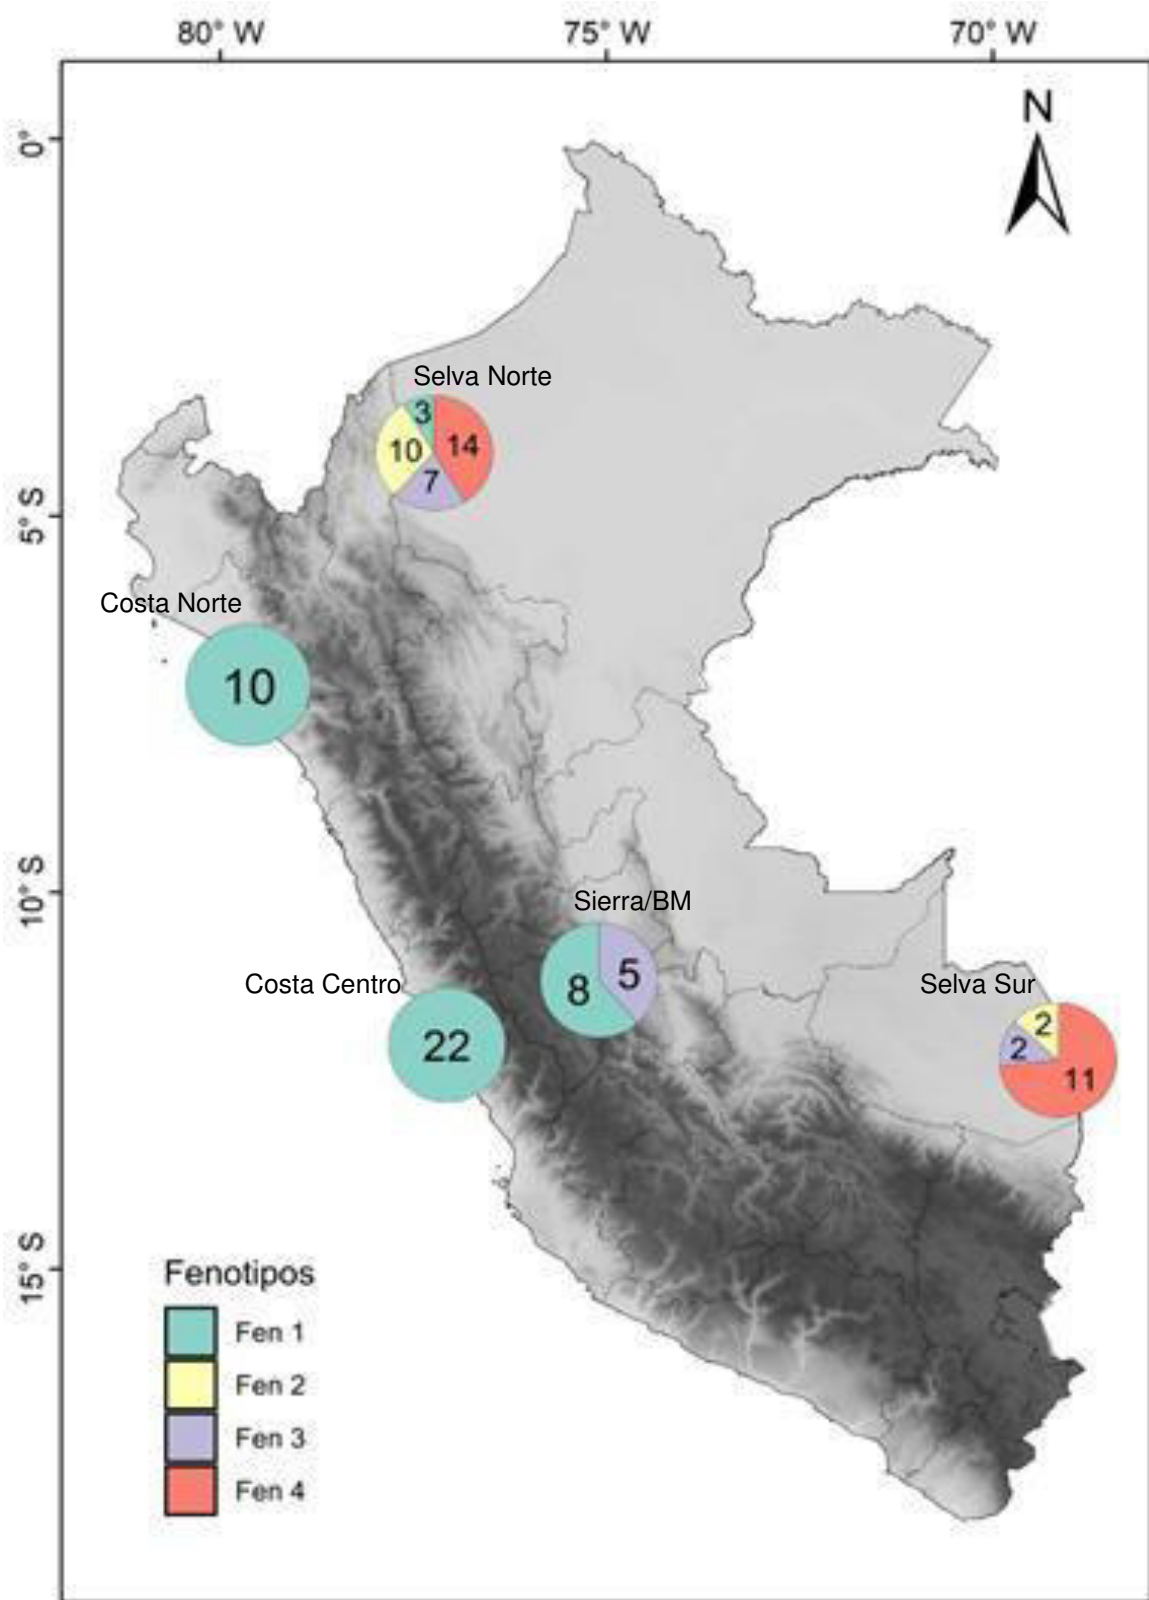 80° W 75° W 70° W
N
0°
Selva Norte
3
10 14
7
5° S
Costa Norte
10
10° S
Sierra/BM
8 5
Costa Centro
22
Selva Sur
2
2
11
15° S
Fenotipos
Fen 1
Fen 2
Fen 3
Fen 4